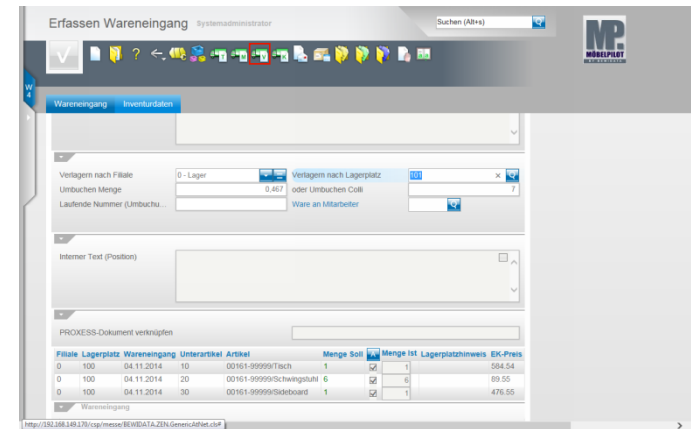 Erfassen Wareneingang Systemadministrator Suchen (Alt+s)
MP.
MÖBELPILOT
BY BEWIDATA
W
4
Wareneingang Inventurdaten
Verlagern nach Filiale 0 - Lager Verlagern nach Lagerplatz 101 ×
Umbuchen Menge 0,467 oder Umbuchen Colli 7
Laufende Nummer (Umbuchu... Ware an Mitarbeiter
Interner Text (Position)
PROXESS-Dokument verknüpfen
Filiale Lagerplatz Wareneingang Unterartikel Artikel Menge Soll Menge Ist Lagerplatzhinweis EK-Preis
0 100 04.11.2014 10 00161-99999/Tisch 1 1 584.54
0 100 04.11.2014 20 00161-99999/Schwingstuhl 6 6 89.55
0 100 04.11.2014 30 00161-99999/Sideboard 1 1 476.55
Wareneingang
http://192.168.149.170/csp/messe/BEWIDATA.ZEN.GenericAtNet.cls#